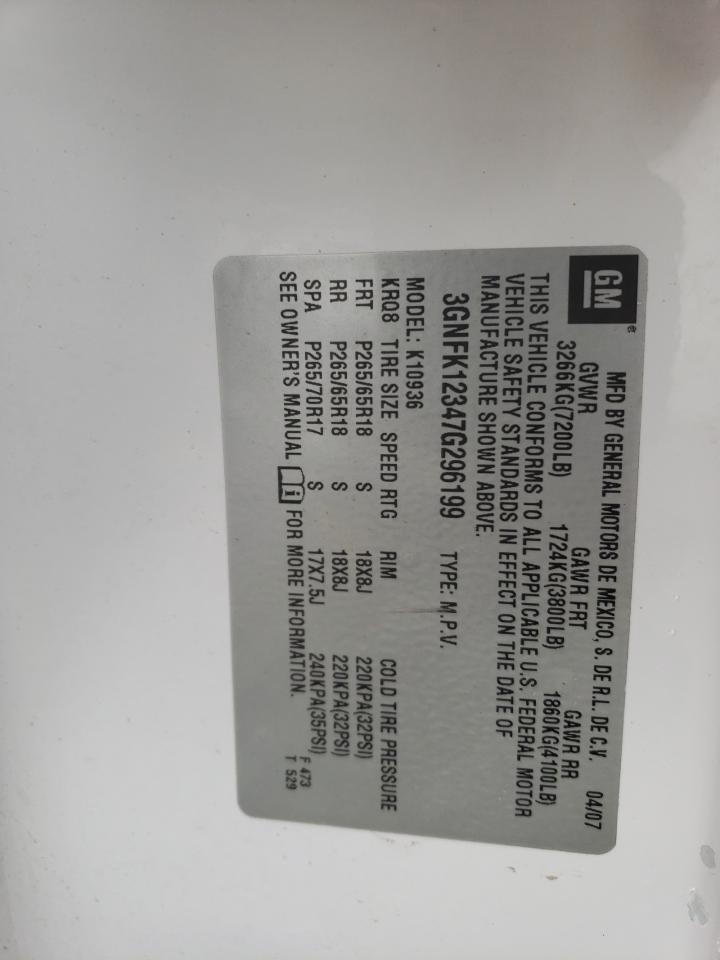 GM ®
MFD BY GENERAL MOTORS DE MEXICO, S. DE R.L. DE C.V. 04/07
GVWR GAWR FRT GAWR RR
3266KG(7200LB) 1724KG(3800LB) 1860KG(4100LB)
THIS VEHICLE CONFORMS TO ALL APPLICABLE U.S. FEDERAL MOTOR
VEHICLE SAFETY STANDARDS IN EFFECT ON THE DATE OF
MANUFACTURE SHOWN ABOVE.
3GNFK12347G296199 TYPE: M.P.V.
MODEL: K10936
KRQ8 TIRE SIZE SPEED RTG RIM COLD TIRE PRESSURE
FRT P265/65R18 S 18X8J 220KPA(32PSI)
RR P265/65R18 S 18X8J 220KPA(32PSI)
SPA P265/70R17 S 17X7.5J 240KPA(35PSI)
SEE OWNER'S MANUAL i FOR MORE INFORMATION.
F 473
T 529